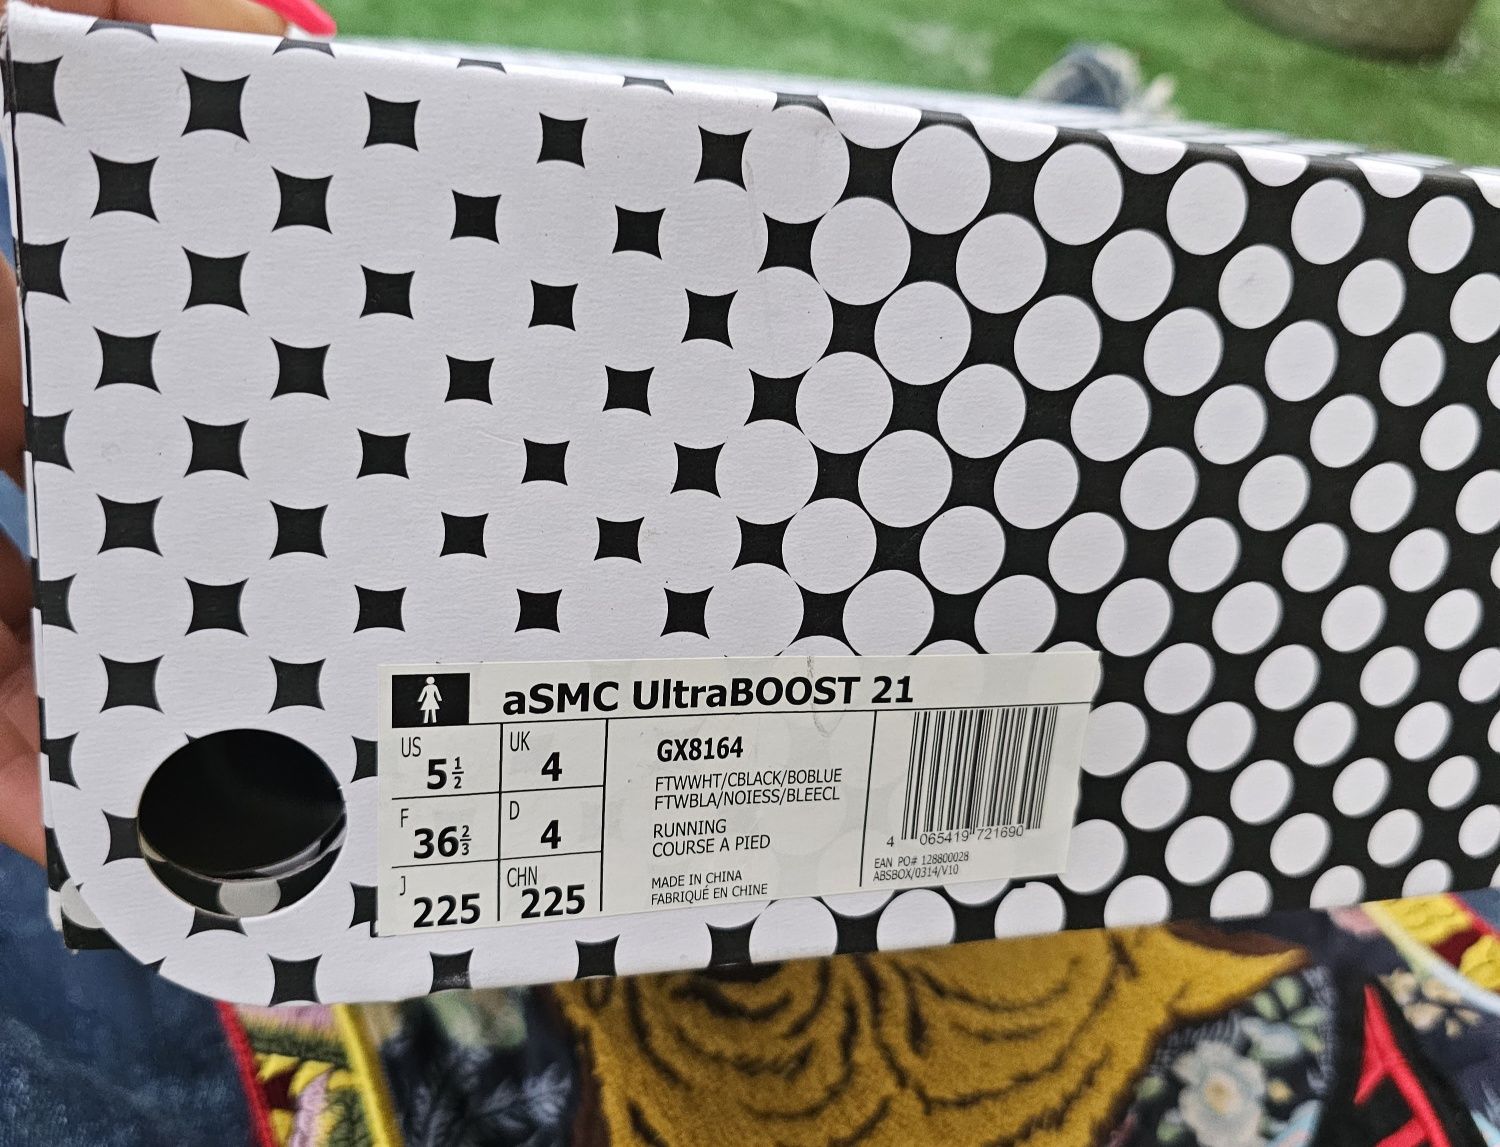 aSMC UltraBOOST 21
US 5 1/2
UK 4
F 36 2/3
D 4
J 225
CHN 225
GX8164
FTWWHT/CBLACK/BOBLUE
FTWBLA/NOIESS/BLEECL
RUNNING
COURSE A PIED
MADE IN CHINA
FABRIQUÉ EN CHINE
4 065419 721690
EAN PO# 128800028
ABSBOX/0314/V10